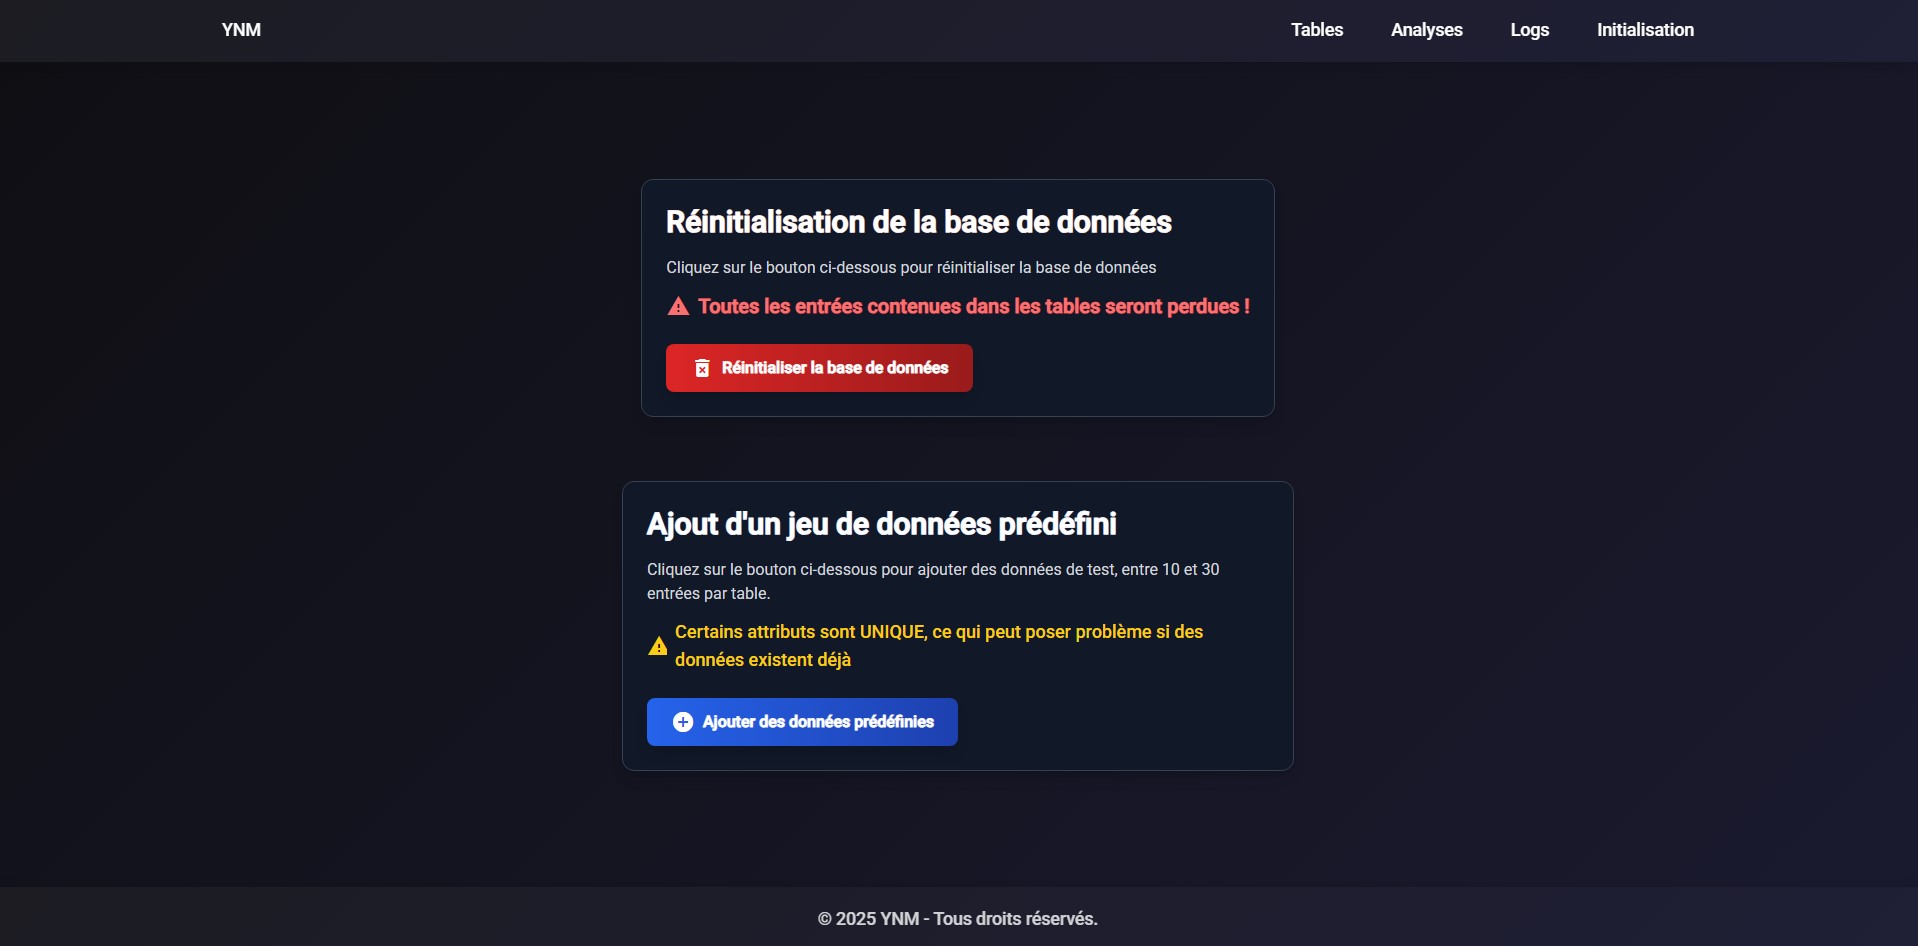 YNM
Tables
Analyses
Logs
Initialisation
Réinitialisation de la base de données
Cliquez sur le bouton ci-dessous pour réinitialiser la base de données
Toutes les entrées contenues dans les tables seront perdues !
Réinitialiser la base de données
Ajout d'un jeu de données prédéfini
Cliquez sur le bouton ci-dessous pour ajouter des données de test, entre 10 et 30
entrées par table.
Certains attributs sont UNIQUE, ce qui peut poser problème si des
données existent déjà
Ajouter des données prédéfinies
© 2025 YNM - Tous droits réservés.